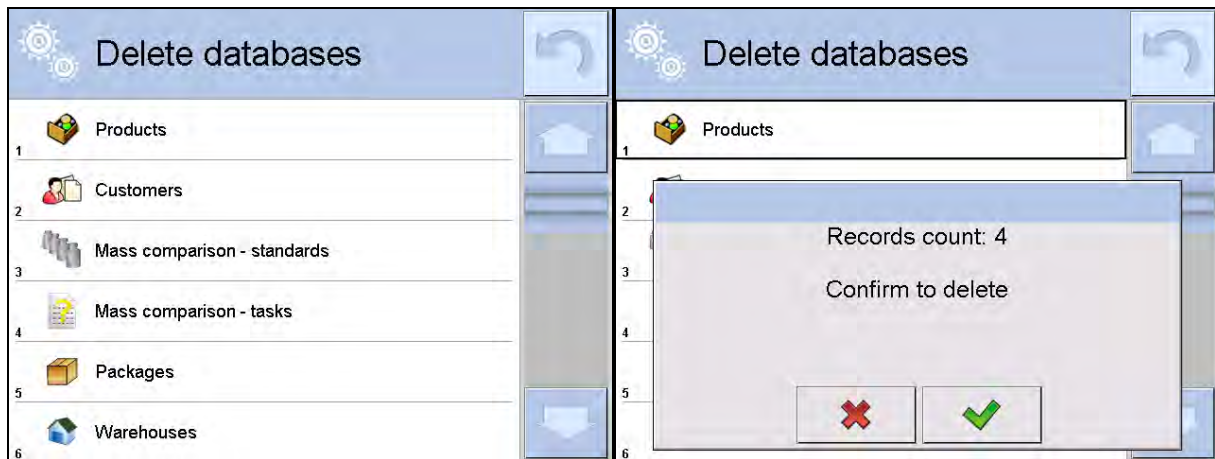 Delete databases
Products
1
Customers
2
Mass comparison - standards
3
Mass comparison - tasks
4
Packages
5
Warehouses
6
Delete databases
Products
1
2
Records count: 4
3
Confirm to delete
4
5
6